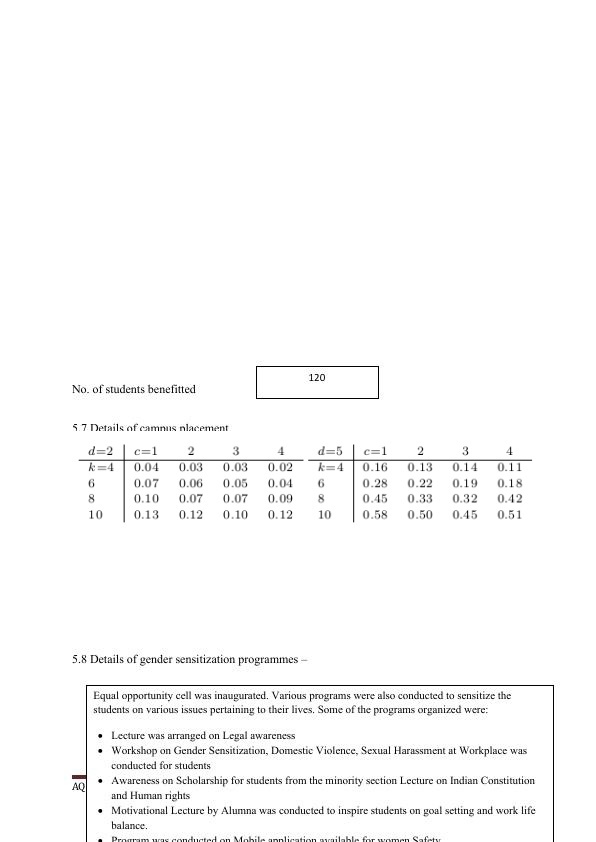 120
No. of students benefitted
5.7 Details of campus placement
d=2 c=1 2 3 4 d=5 c=1 2 3 4
k=4 0.04 0.03 0.03 0.02 k=4 0.16 0.13 0.14 0.11
6 0.07 0.06 0.05 0.04 6 0.28 0.22 0.19 0.18
8 0.10 0.07 0.07 0.09 8 0.45 0.33 0.32 0.42
10 0.13 0.12 0.10 0.12 10 0.58 0.50 0.45 0.51
5.8 Details of gender sensitization programmes –
Equal opportunity cell was inaugurated. Various programs were also conducted to sensitize the
students on various issues pertaining to their lives. Some of the programs organized were:
• Lecture was arranged on Legal awareness
• Workshop on Gender Sensitization, Domestic Violence, Sexual Harassment at Workplace was
conducted for students
• Awareness on Scholarship for students from the minority section Lecture on Indian Constitution
and Human rights
AQ
• Motivational Lecture by Alumna was conducted to inspire students on goal setting and work life
balance.
• Program was conducted on Mobile application available for women Safety